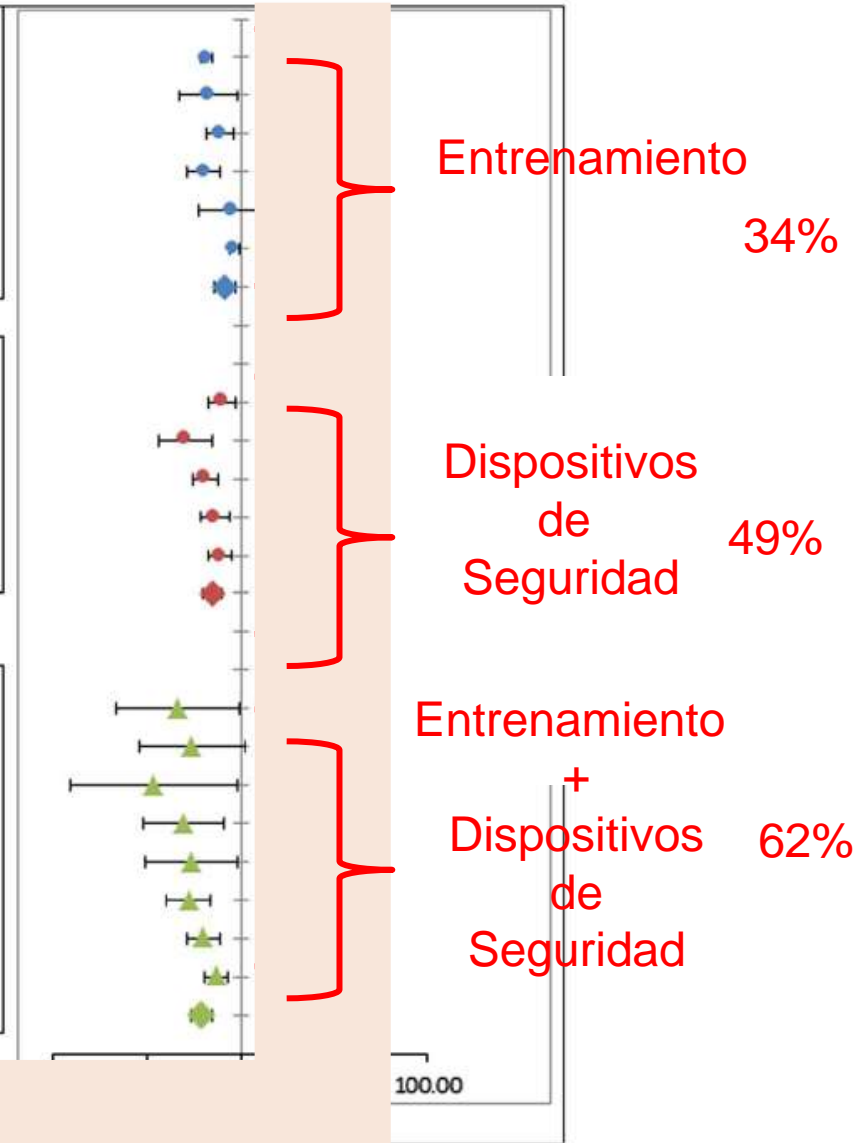 Entrenamiento
34%
Dispositivos
de
Seguridad
49%
Entrenamiento
+
Dispositivos
de
Seguridad
62%
100.00